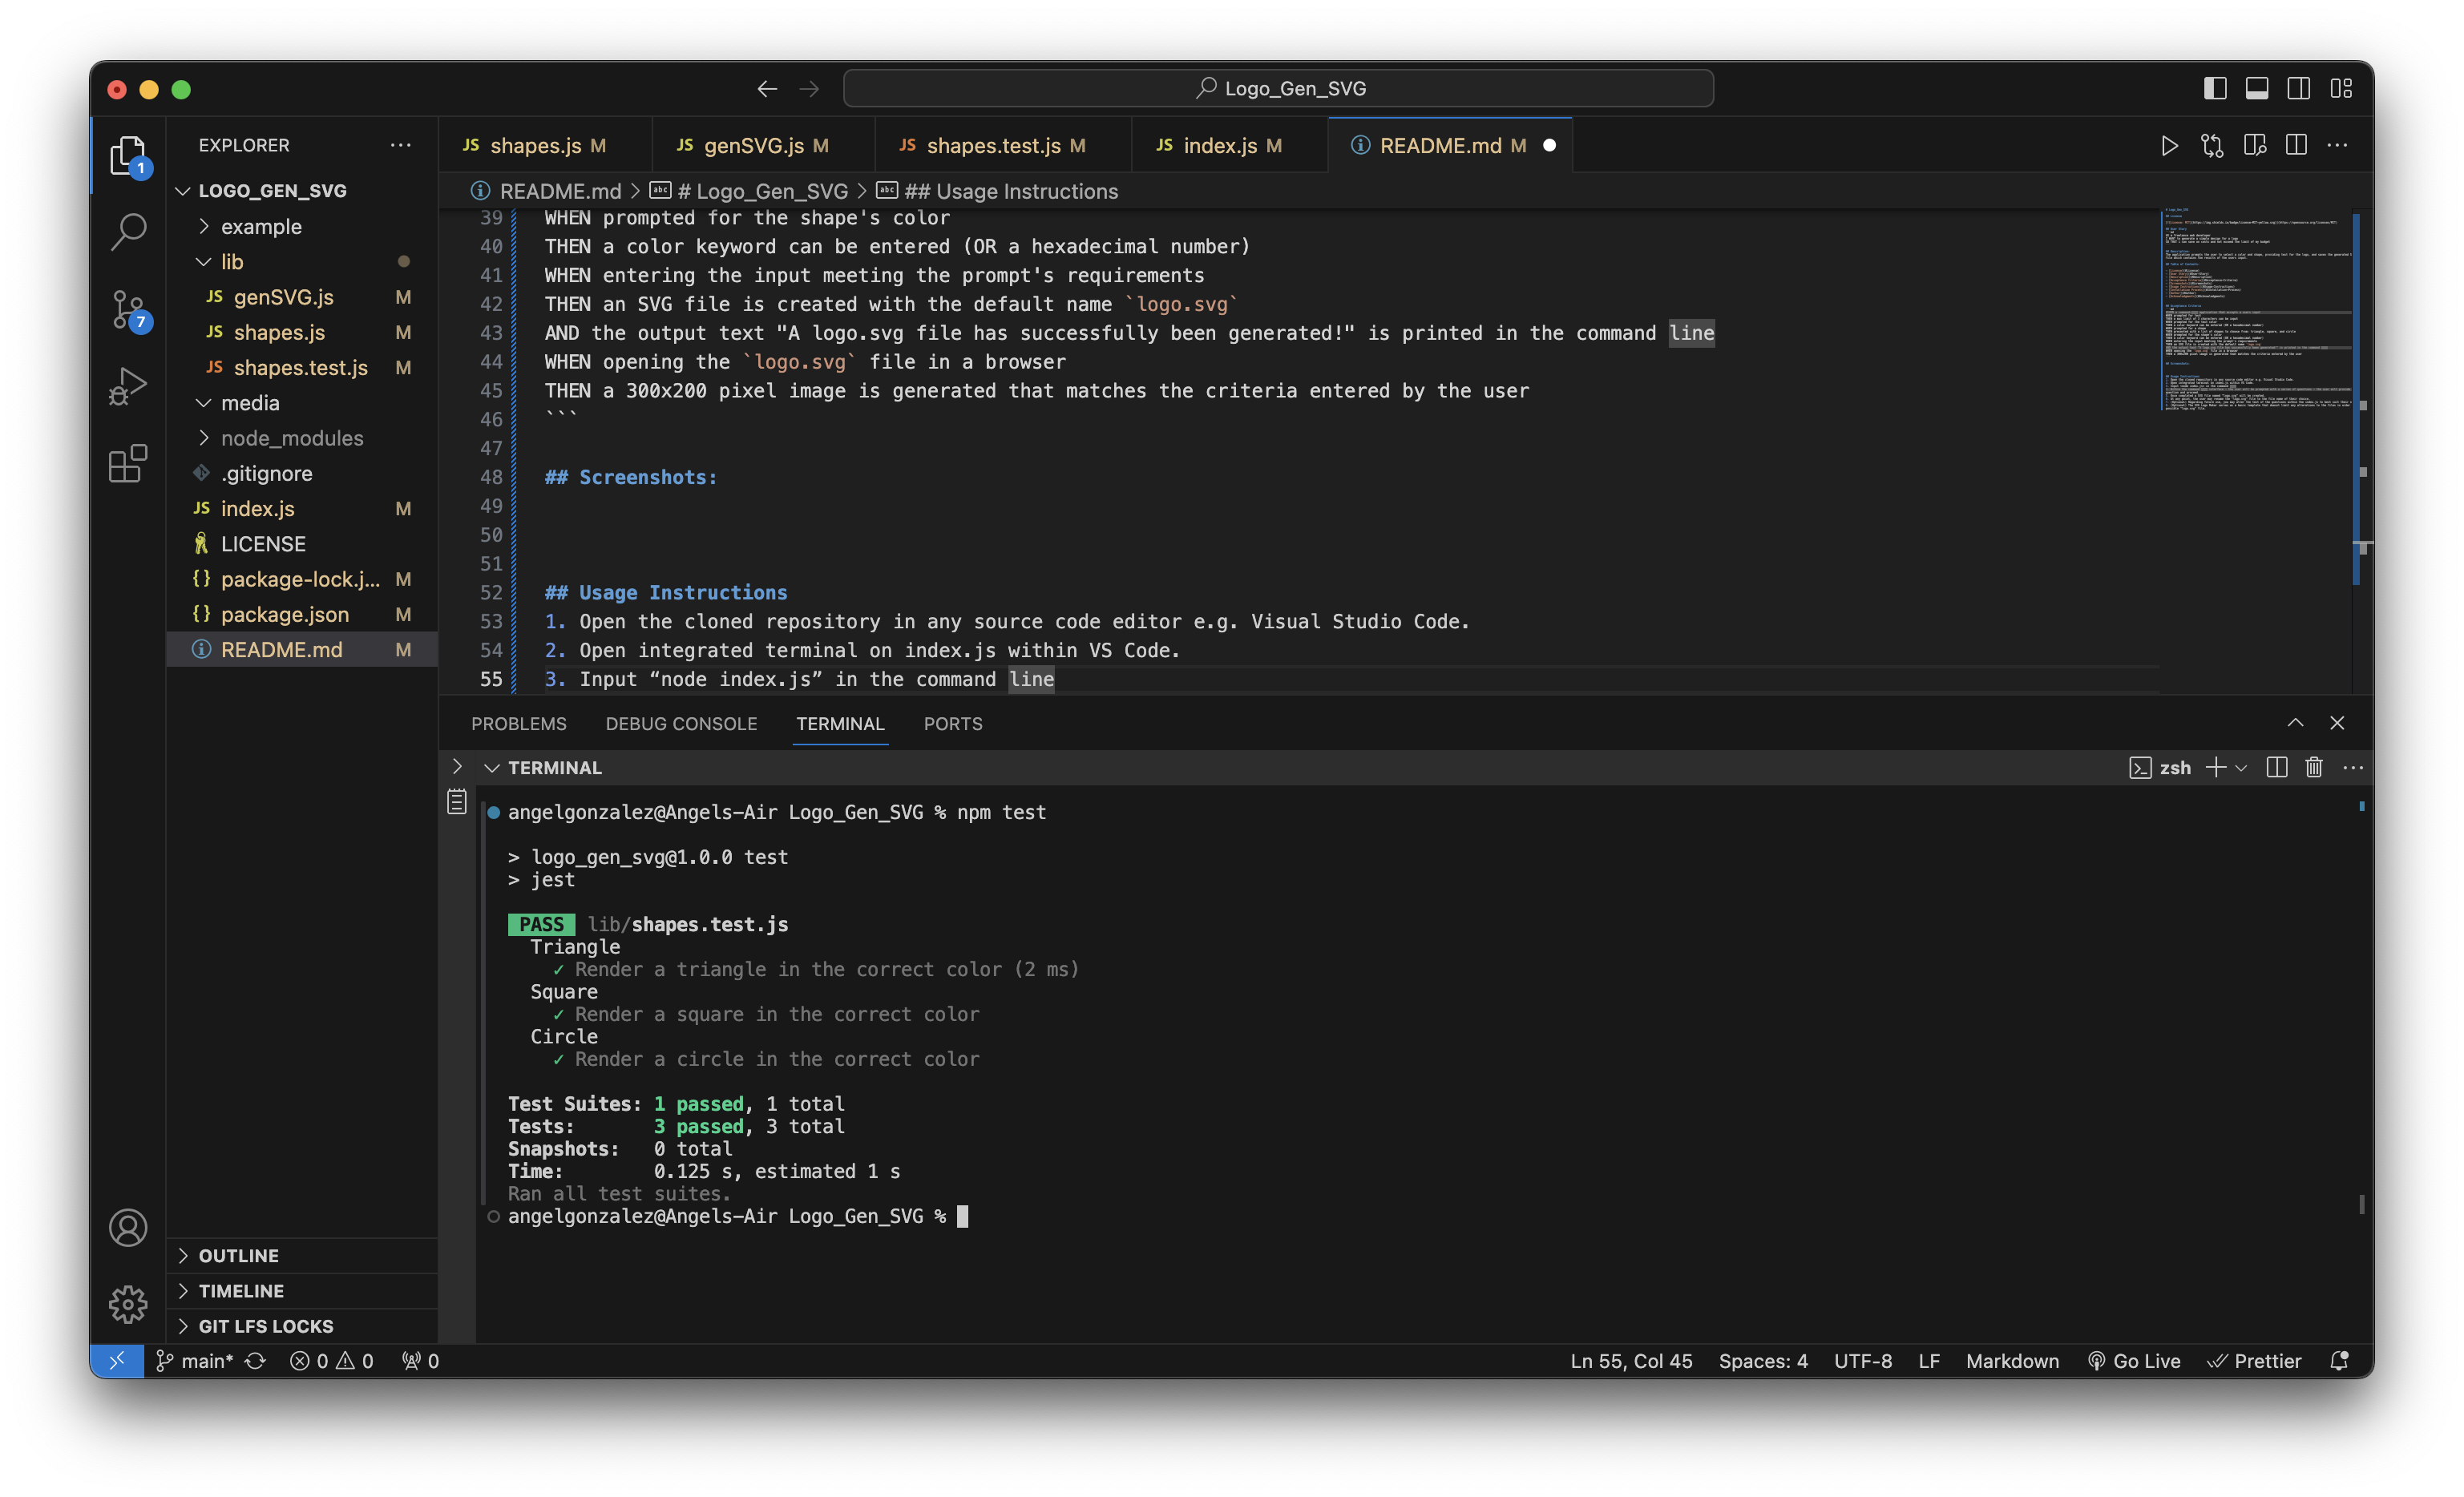 Logo_Gen_SVG
EXPLORER
JS shapes.js M
JS genSVG.js M
JS shapes.test.js M
JS index.js M
README.md M
1
7
LOGO_GEN_SVG
example
lib
JS genSVG.js M
JS shapes.js M
JS shapes.test.js M
media
node_modules
.gitignore
JS index.js M
LICENSE
{} package-lock.j... M
{} package.json M
README.md M
OUTLINE
TIMELINE
GIT LFS LOCKS
README.md > # Logo_Gen_SVG > ## Usage Instructions
39 WHEN prompted for the shape's color
40 THEN a color keyword can be entered (OR a hexadecimal number)
41 WHEN entering the input meeting the prompt's requirements
42 THEN an SVG file is created with the default name `logo.svg`
43 AND the output text "A logo.svg file has successfully been generated!" is printed in the command line
44 WHEN opening the `logo.svg` file in a browser
45 THEN a 300x200 pixel image is generated that matches the criteria entered by the user
46 ```
47
48 ## Screenshots:
49
50
51
52 ## Usage Instructions
53 1. Open the cloned repository in any source code editor e.g. Visual Studio Code.
54 2. Open integrated terminal on index.js within VS Code.
55 3. Input “node index.js” in the command line
PROBLEMS DEBUG CONSOLE TERMINAL PORTS
TERMINAL
zsh
angelgonzalez@Angels-Air Logo_Gen_SVG % npm test
> logo_gen_svg@1.0.0 test
> jest
PASS lib/shapes.test.js
Triangle
✓ Render a triangle in the correct color (2 ms)
Square
✓ Render a square in the correct color
Circle
✓ Render a circle in the correct color
Test Suites: 1 passed, 1 total
Tests: 3 passed, 3 total
Snapshots: 0 total
Time: 0.125 s, estimated 1 s
Ran all test suites.
angelgonzalez@Angels-Air Logo_Gen_SVG %
main* 0 0 0
Ln 55, Col 45 Spaces: 4 UTF-8 LF Markdown Go Live Prettier